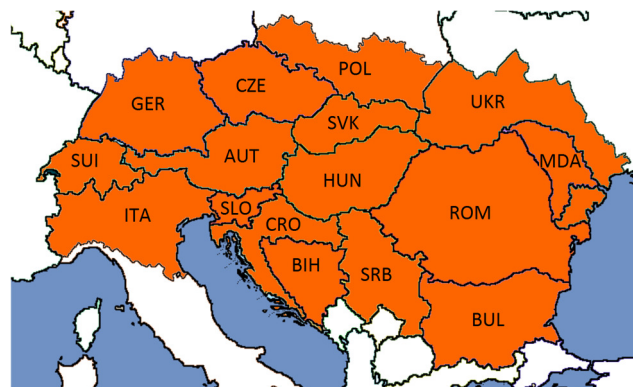 POL
CZE
UKR
GER
SVK
AUT
SUI
MDA
HUN
ITA
SLO
ROM
CRO
BIH
SRB
BUL